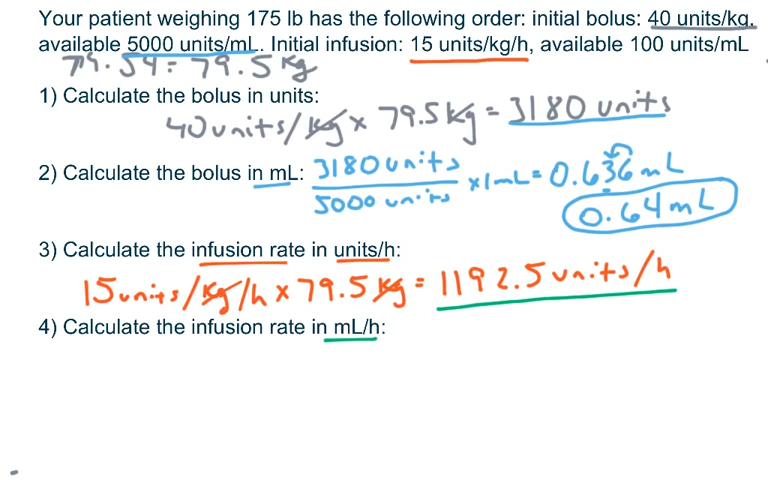 Your patient weighing 175 lb has the following order: initial bolus: 40 units/kg,
available 5000 units/mL. Initial infusion: 15 units/kg/h, available 100 units/mL
79.54 = 79.5 kg
1) Calculate the bolus in units:
40 units/kg x 79.5 kg = 3180 units
2) Calculate the bolus in mL: 3180 units
5000 units x 1 mL = 0.636 mL
0.64 mL
3) Calculate the infusion rate in units/h:
15 units/kg/h x 79.5 kg = 1192.5 units/h
4) Calculate the infusion rate in mL/h: